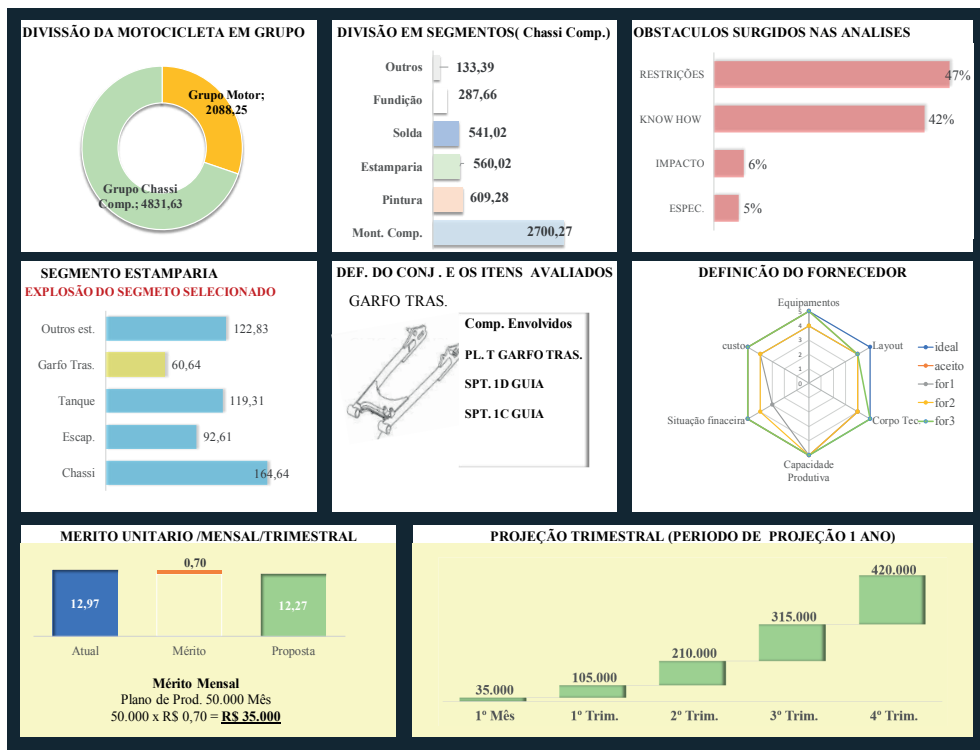 DIVISSÃO DA MOTOCICLETA EM GRUPO
Grupo Motor;
2088,25
Grupo Chassi
Comp.; 4831,63
DIVISÃO EM SEGMENTOS( Chassi Comp.)
Outros 133,39
Fundição 287,66
Solda 541,02
Estamparia 560,02
Pintura 609,28
Mont. Comp. 2700,27
OBSTACULOS SURGIDOS NAS ANALISES
RESTRIÇÕES 47%
KNOW HOW 42%
IMPACTO 6%
ESPEC. 5%
SEGMENTO ESTAMPARIA
EXPLOSÃO DO SEGMETO SELECIONADO
Outros est. 122,83
Garfo Tras. 60,64
Tanque 119,31
Escap. 92,61
Chassi 164,64
DEF. DO CONJ . E OS ITENS AVALIADOS
GARFO TRAS.
Comp. Envolvidos
PL. T GARFO TRAS.
SPT. 1D GUIA
SPT. 1C GUIA
DEFINIÇÃO DO FORNECEDOR
Equipamentos
Layout
Corpo Tec.
Capacidade
Produtiva
Situação finaceira
custo
5
4
3
2
1
0
ideal
aceito
for1
for2
for3
MERITO UNITARIO /MENSAL/TRIMESTRAL
12,97
0,70
12,27
Atual Mérito Proposta
Mérito Mensal
Plano de Prod. 50.000 Mês
50.000 x R$ 0,70 = R$ 35.000
PROJEÇÃO TRIMESTRAL (PERIODO DE PROJEÇÃO 1 ANO)
35.000
105.000
210.000
315.000
420.000
1º Mês 1º Trim. 2º Trim. 3º Trim. 4º Trim.